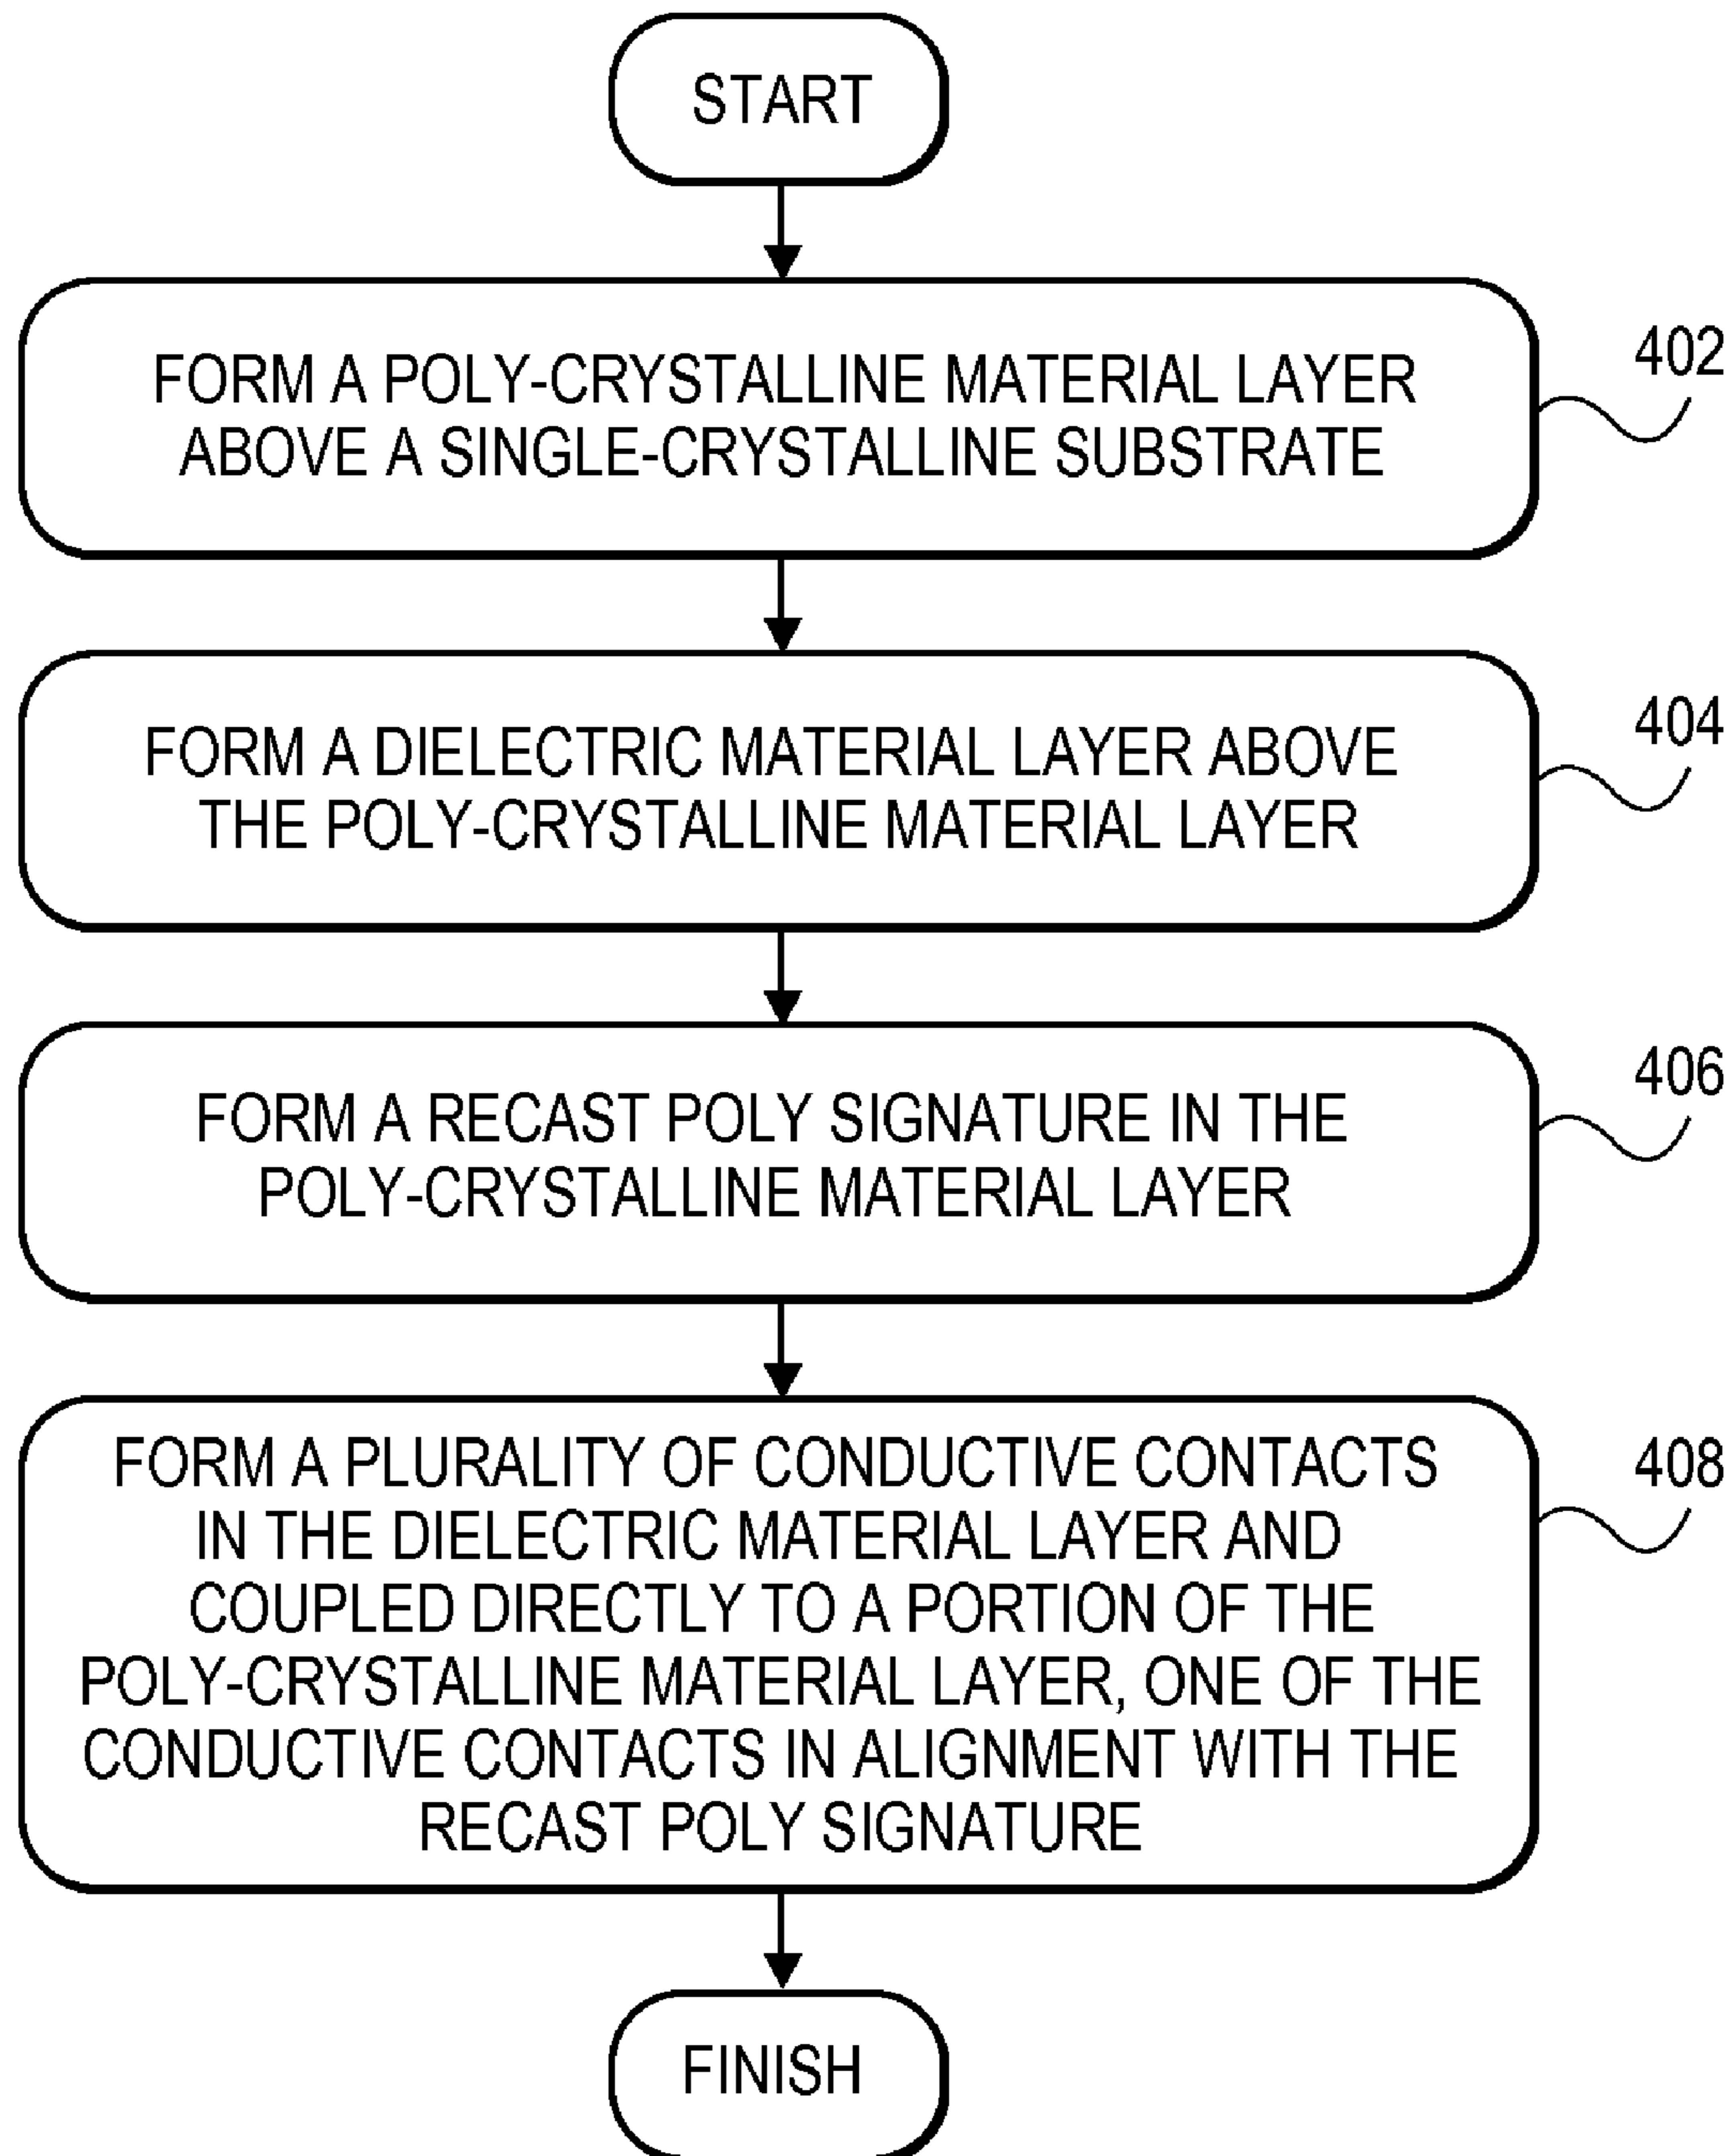 START
FORM A POLY-CRYSTALLINE MATERIAL LAYER
ABOVE A SINGLE-CRYSTALLINE SUBSTRATE
402
FORM A DIELECTRIC MATERIAL LAYER ABOVE
THE POLY-CRYSTALLINE MATERIAL LAYER
404
FORM A RECAST POLY SIGNATURE IN THE
POLY-CRYSTALLINE MATERIAL LAYER
406
FORM A PLURALITY OF CONDUCTIVE CONTACTS
IN THE DIELECTRIC MATERIAL LAYER AND
COUPLED DIRECTLY TO A PORTION OF THE
POLY-CRYSTALLINE MATERIAL LAYER, ONE OF THE
CONDUCTIVE CONTACTS IN ALIGNMENT WITH THE
RECAST POLY SIGNATURE
408
FINISH